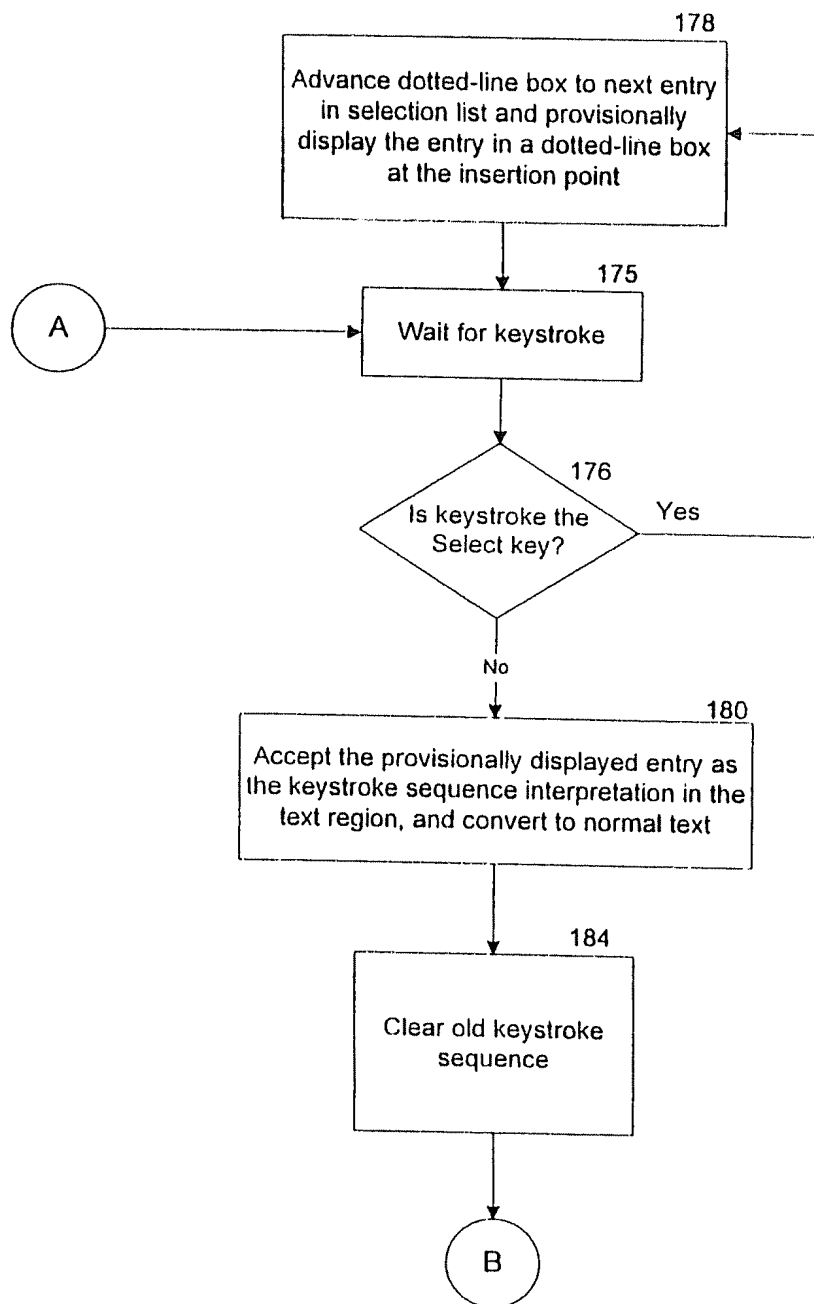 178
Advance dotted-line box to next entry
in selection list and provisionally
display the entry in a dotted-line box
at the insertion point
175
A
Wait for keystroke
176
Is keystroke the
Select key?
Yes
No
180
Accept the provisionally displayed entry as
the keystroke sequence interpretation in the
text region, and convert to normal text
184
Clear old keystroke
sequence
B